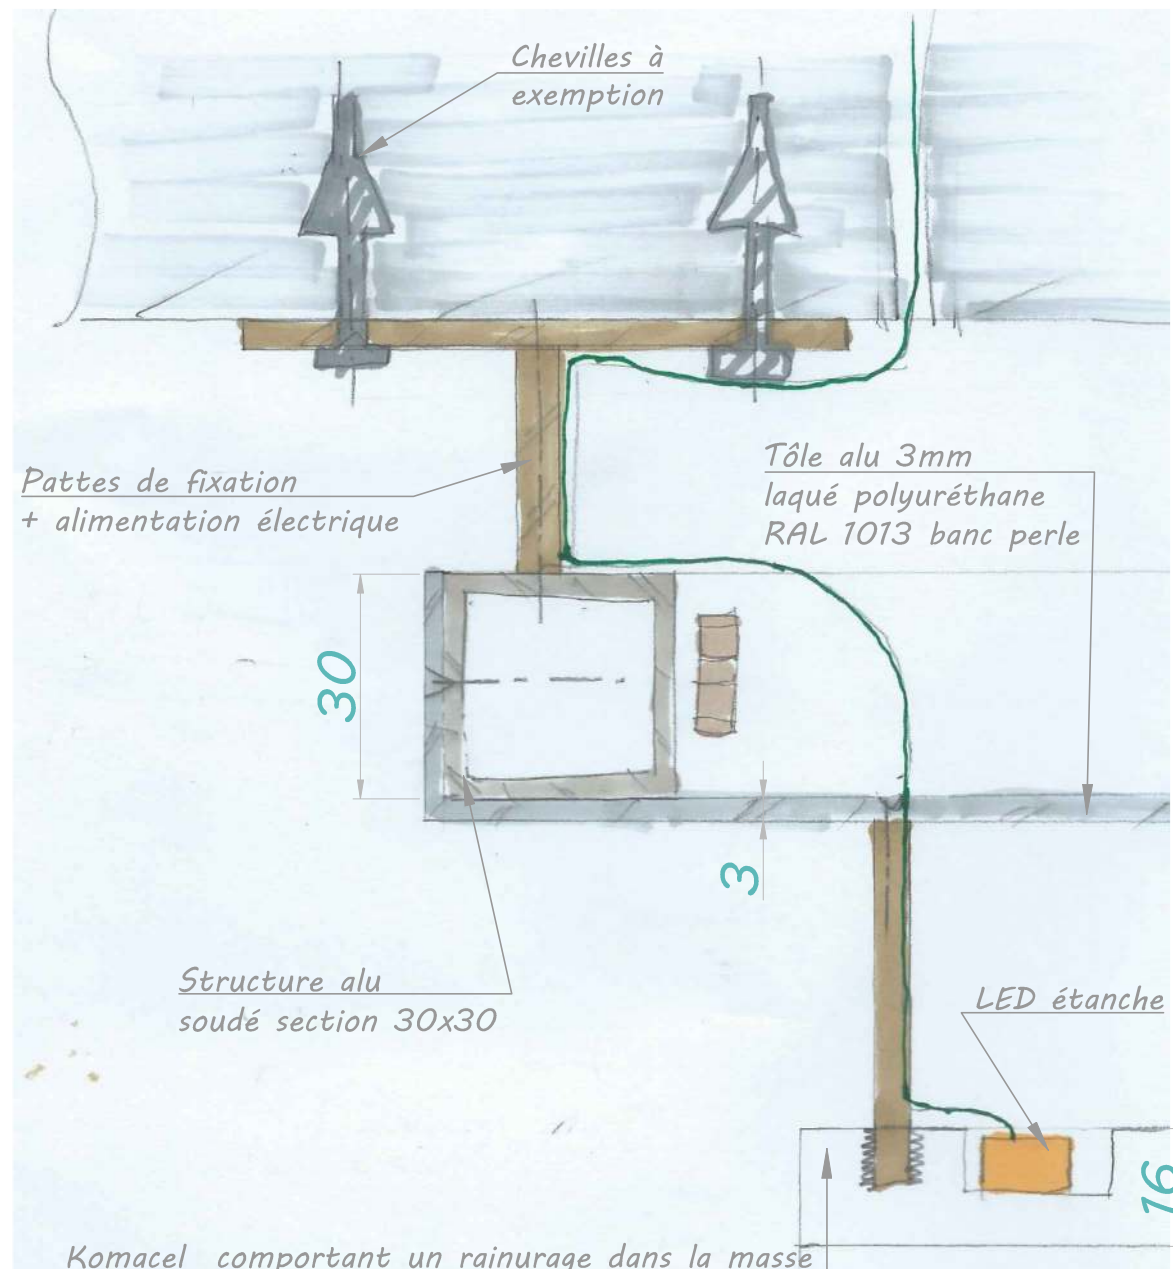 Chevilles à
exemption
Pattes de fixation
+ alimentation électrique
Tôle alu 3mm
laqué polyuréthane
RAL 1013 banc perle
30
3
Structure alu
soudé section 30x30
LED étanche
16
Komacel comportant un rainurage dans la masse